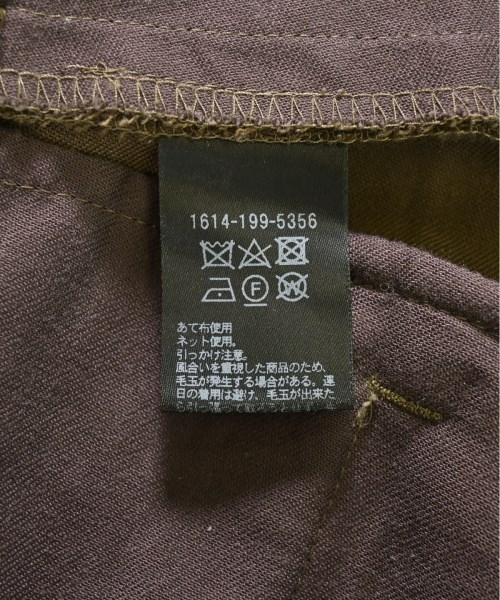 1614-199-5356
F W
あて布使用
ネット使用。
引っかけ注意。
風合いを重視した商品のため、
毛玉が発生する場合がある。連
日の着用は避け、毛玉が出来た